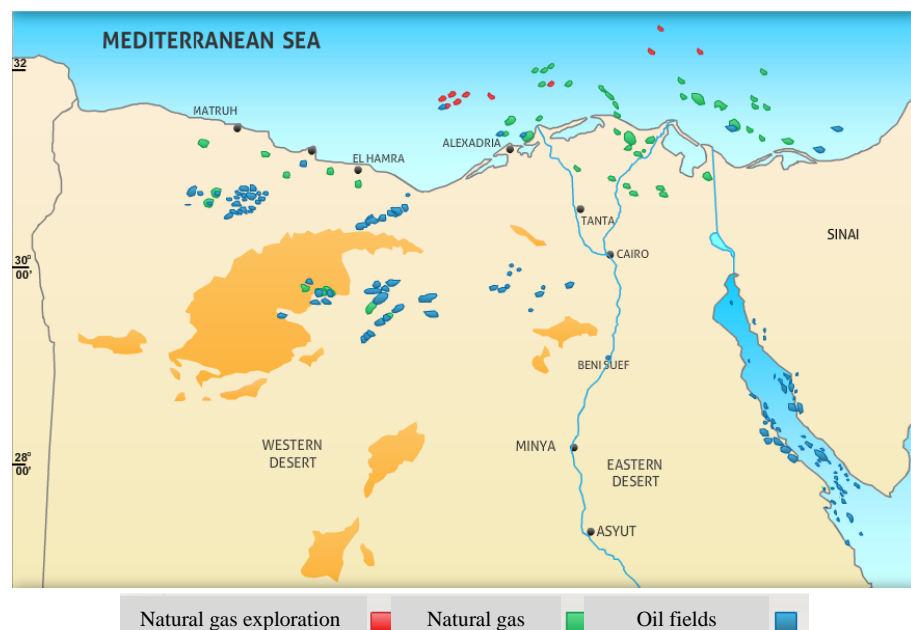 MEDITERRANEAN SEA
32
MATRUH
ALEXADRIA
EL HAMRA
TANTA
CAIRO
SINAI
30°
00'
BENI SUEF
WESTERN
DESERT
MINYA
EASTERN
DESERT
28°
00'
ASYUT
Natural gas exploration Natural gas Oil fields